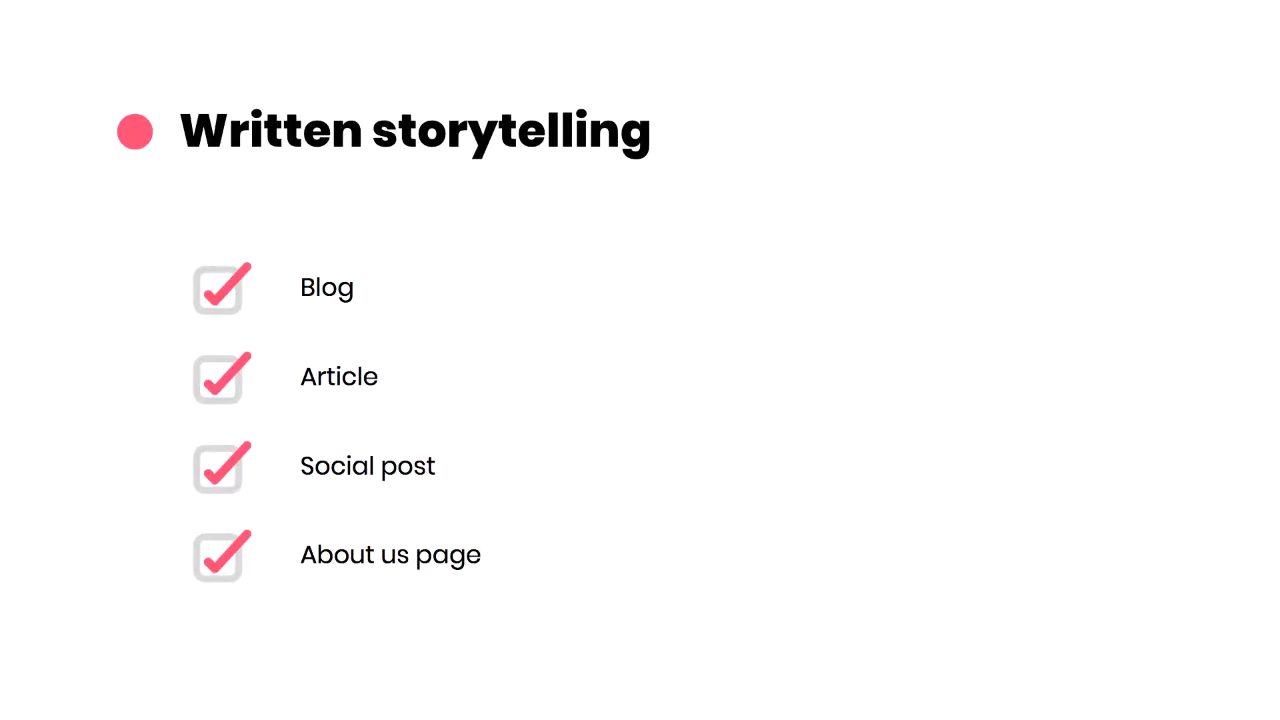 Written storytelling
Blog
Article
Social post
About us page